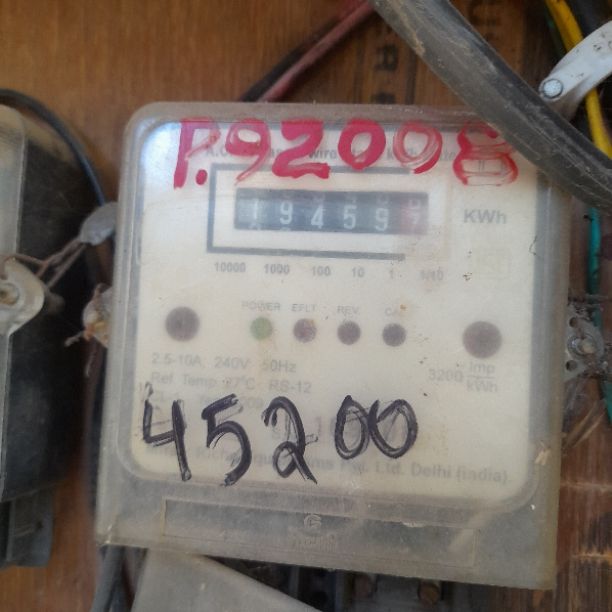 P.92008
194597 KWh
10000 1000 100 10 1 1/10
POWER EFLT REV. CAL
2.5-10A, 240V 50Hz
Ref. Temp. 27°C RS-12
3200 imp/kWh
45200
Ltd. Delhi (india)